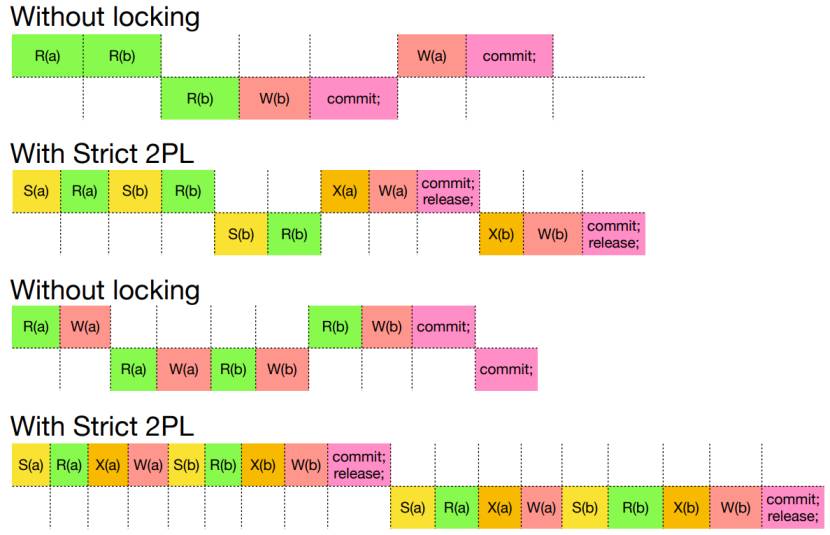 Without locking
R(a) R(b) W(a) commit;
R(b) W(b) commit;
With Strict 2PL
S(a) R(a) S(b) R(b) X(a) W(a) commit; release;
S(b) R(b) X(b) W(b) commit; release;
Without locking
R(a) W(a) R(b) W(b) commit;
R(a) W(a) R(b) W(b) commit;
With Strict 2PL
S(a) R(a) X(a) W(a) S(b) R(b) X(b) W(b) commit; release;
S(a) R(a) X(a) W(a) S(b) R(b) X(b) W(b) commit; release;